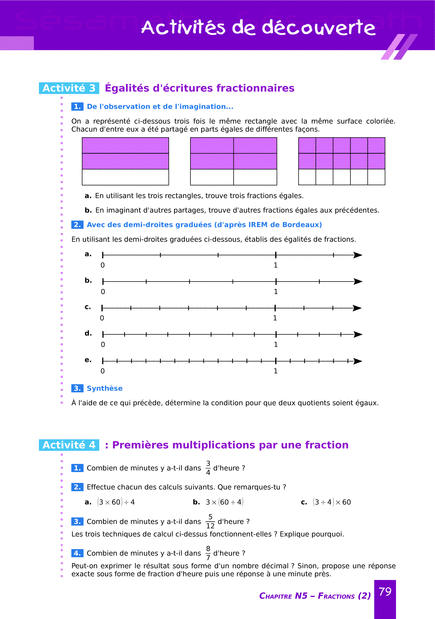 Activités de découverte
Activité 3 Égalités d'écritures fractionnaires
1. De l'observation et de l'imagination...
On a représenté ci-dessous trois fois le même rectangle avec la même surface coloriée.
Chacun d'entre eux a été partagé en parts égales de différentes façons.
a. En utilisant les trois rectangles, trouve trois fractions égales.
b. En imaginant d'autres partages, trouve d'autres fractions égales aux précédentes.
2. Avec des demi-droites graduées (d'après IREM de Bordeaux)
En utilisant les demi-droites graduées ci-dessous, établis des égalités de fractions.
a.
0 1
b.
0 1
c.
0 1
d.
0 1
e.
0 1
3. Synthèse
À l'aide de ce qui précède, détermine la condition pour que deux quotients soient égaux.
Activité 4 : Premières multiplications par une fraction
1. Combien de minutes y a-t-il dans 3/4 d'heure ?
2. Effectue chacun des calculs suivants. Que remarques-tu ?
a. (3 × 60) ÷ 4 b. 3 × (60 ÷ 4) c. (3 ÷ 4) × 60
3. Combien de minutes y a-t-il dans 5/12 d'heure ?
Les trois techniques de calcul ci-dessus fonctionnent-elles ? Explique pourquoi.
4. Combien de minutes y a-t-il dans 8/7 d'heure ?
Peut-on exprimer le résultat sous forme d'un nombre décimal ? Sinon, propose une réponse
exacte sous forme de fraction d'heure puis une réponse à une minute près.
CHAPITRE N5 – FRACTIONS (2) 79